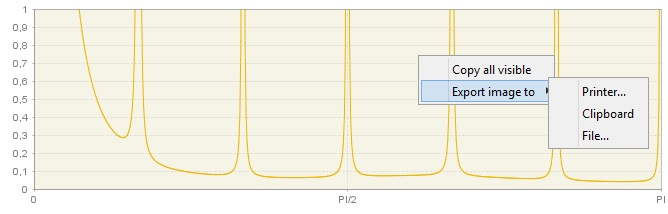 1
0,9
0,8
0,7
0,6
0,5
0,4
0,3
0,2
0,1
0
Copy all visible
Export image to
Printer...
Clipboard
File...
0
PI/2
PI